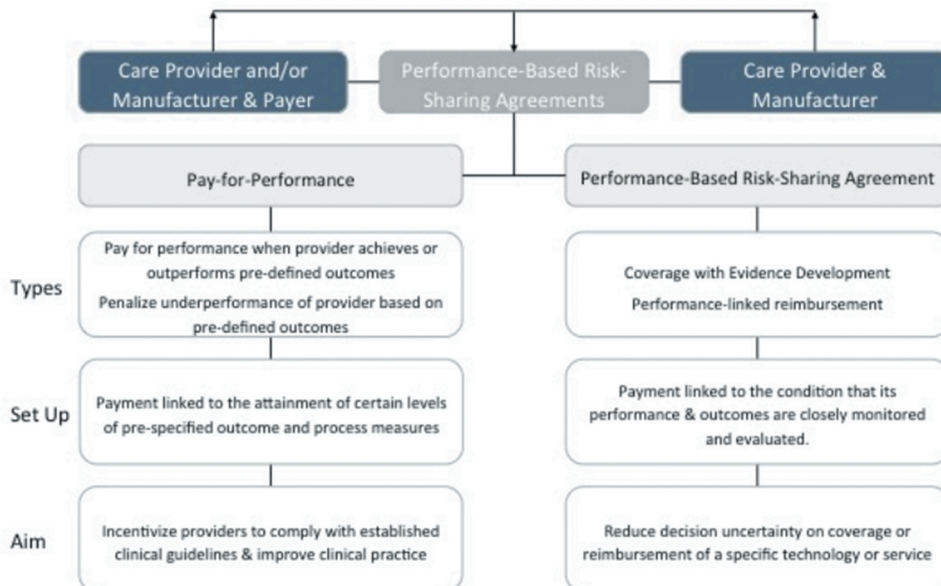 Care Provider and/or
Manufacturer & Payer
Performance-Based Risk-
Sharing Agreements
Care Provider &
Manufacturer
Pay-for-Performance
Performance-Based Risk-Sharing Agreement
Types
Pay for performance when provider achieves or
outperforms pre-defined outcomes
Penalize underperformance of provider based on
pre-defined outcomes
Coverage with Evidence Development
Performance-linked reimbursement
Set Up
Payment linked to the attainment of certain levels
of pre-specified outcome and process measures
Payment linked to the condition that its
performance & outcomes are closely monitored
and evaluated.
Aim
Incentivize providers to comply with established
clinical guidelines & improve clinical practice
Reduce decision uncertainty on coverage or
reimbursement of a specific technology or service